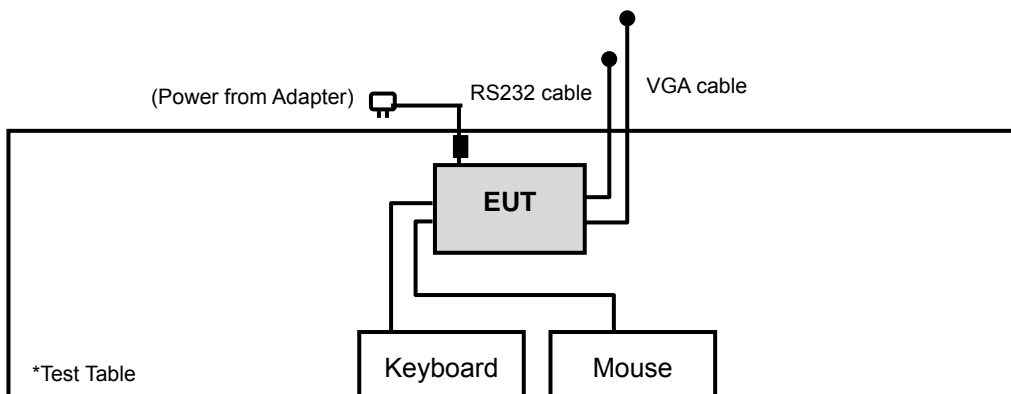 VGA cable
RS232 cable
(Power from Adapter)
EUT
Keyboard
Mouse
*Test Table